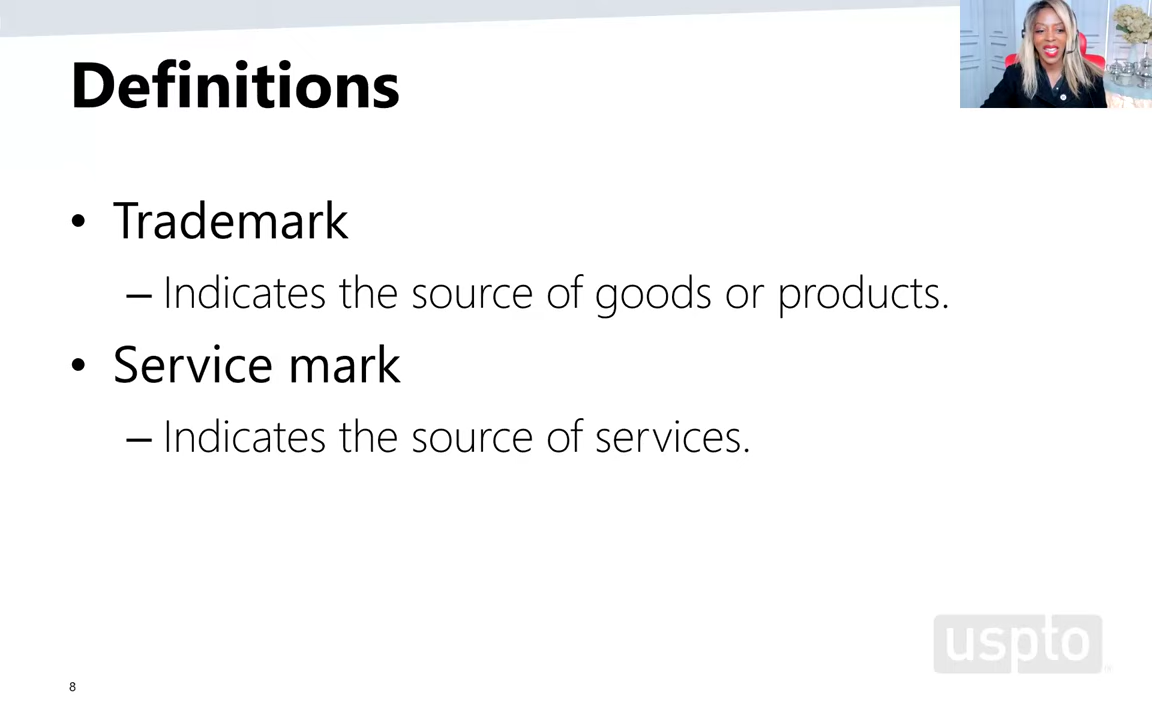 Definitions
• Trademark
– Indicates the source of goods or products.
• Service mark
– Indicates the source of services.
uspto
8